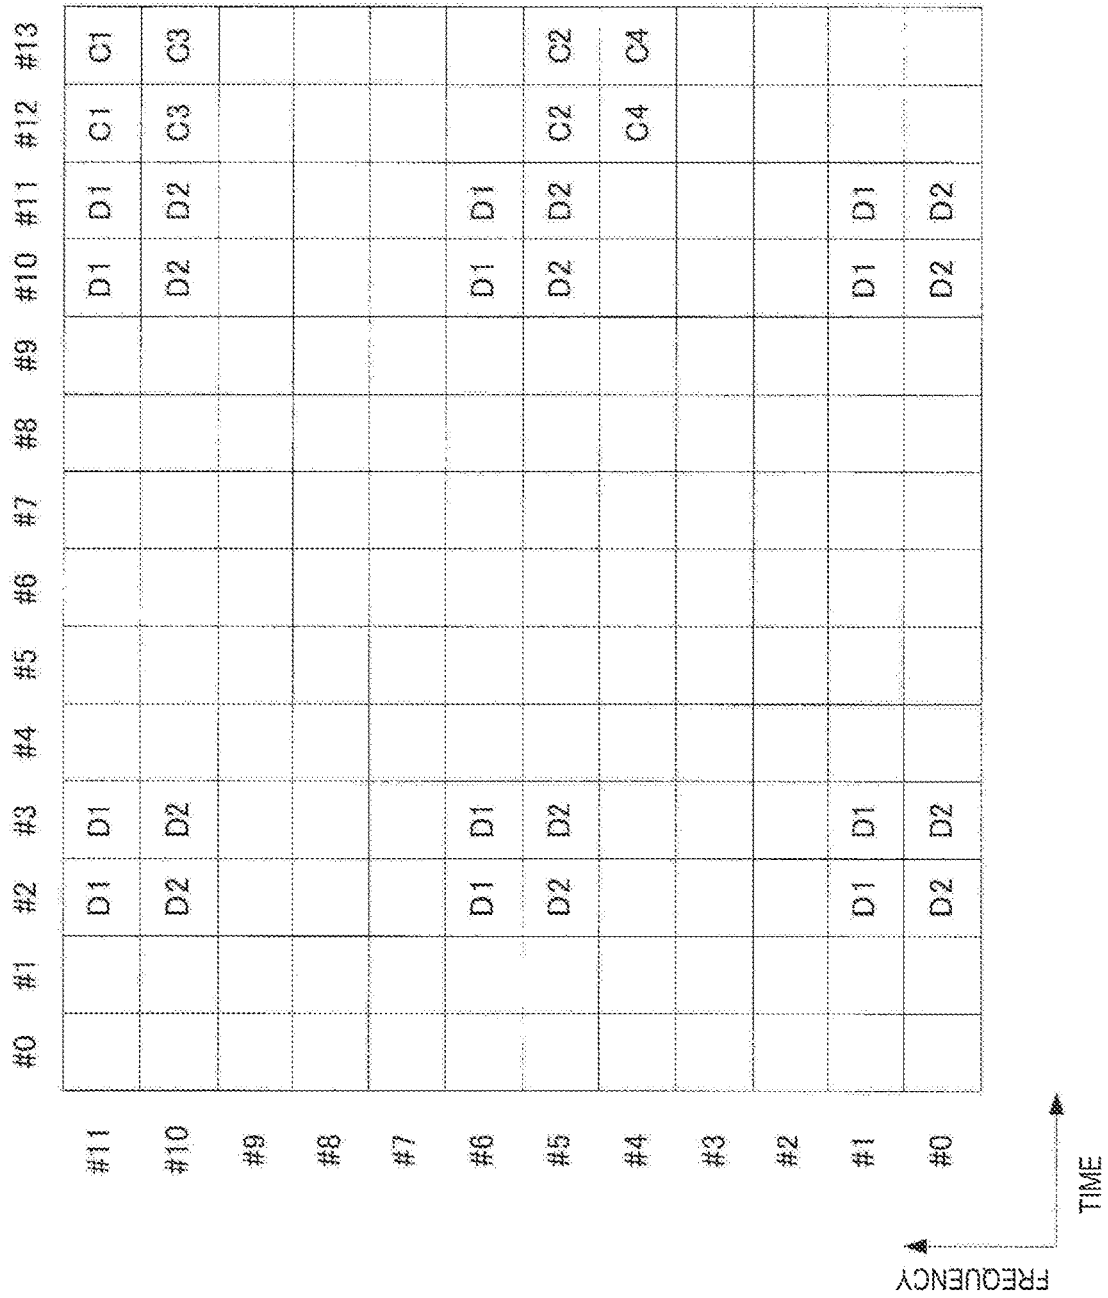 #0 #1 #2 #3 #4 #5 #6 #7 #8 #9 #10 #11 #12 #13
#11 D1 D1 D1 D1 C1 C1
#10 D2 D2 D2 D2 C3 C3
#9
#8
#7
#6 D1 D1 D1 D1
#5 D2 D2 D2 D2 C2 C2
#4 C4 C4
#3
#2
#1 D1 D1 D1 D1
#0 D2 D2 D2 D2
FREQUENCY
TIME